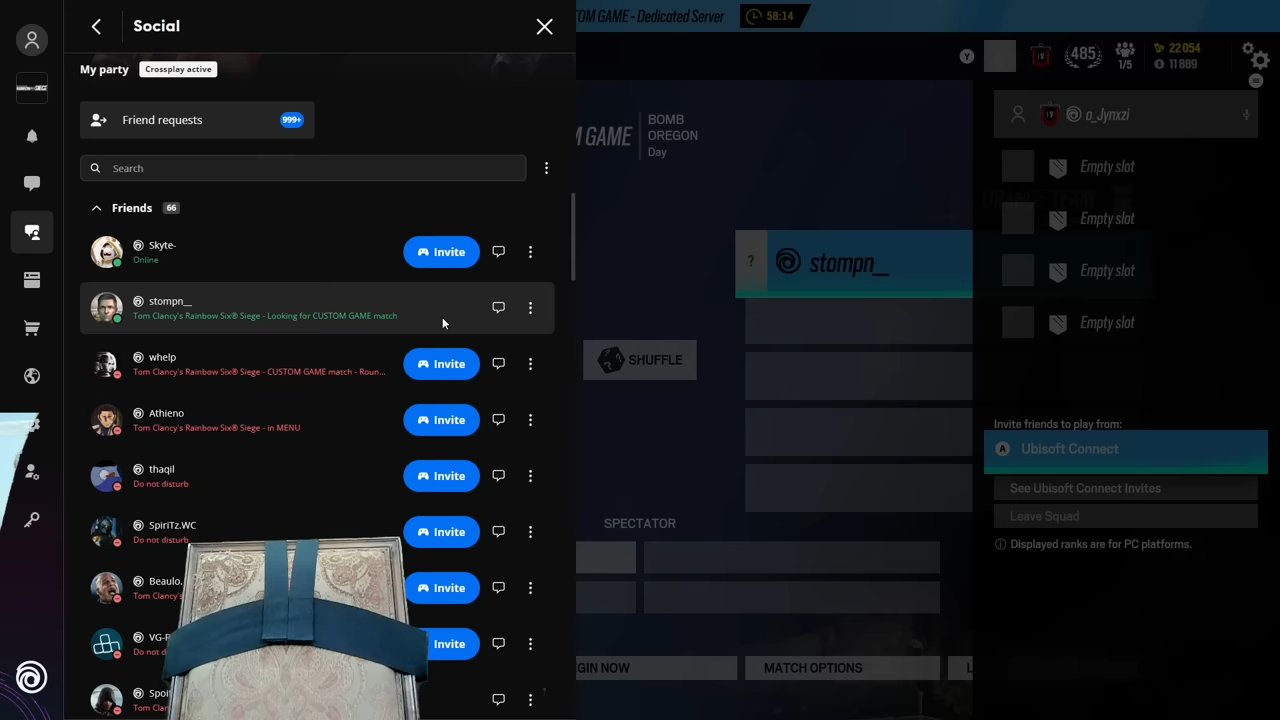 Social
My party
Crossplay active
Friend requests
999+
Search
Friends 66
Skyte-
Online
Invite
stompn__
Tom Clancy's Rainbow Six® Siege - Looking for CUSTOM GAME match
whelp
Tom Clancy's Rainbow Six® Siege - CUSTOM GAME match - Roun...
Invite
Athieno
Tom Clancy's Rainbow Six® Siege - in MENU
Invite
thaqil
Do not disturb
Invite
SpiriTz.WC
Do not disturb
Invite
Beaulo.
Tom Clancy's
Invite
VG-
Do not d
Invite
Spoi
Tom Clan
OM GAME - Dedicated Server
58:14
Y
IV
485
1/5
22 054
11 889
M GAME
BOMB
OREGON
Day
IV
o_Jynxzi
Empty slot
Empty slot
Empty slot
Empty slot
?
stompn__
SHUFFLE
SPECTATOR
Invite friends to play from:
A
Ubisoft Connect
See Ubisoft Connect Invites
Leave Squad
Displayed ranks are for PC platforms.
GIN NOW
MATCH OPTIONS
L